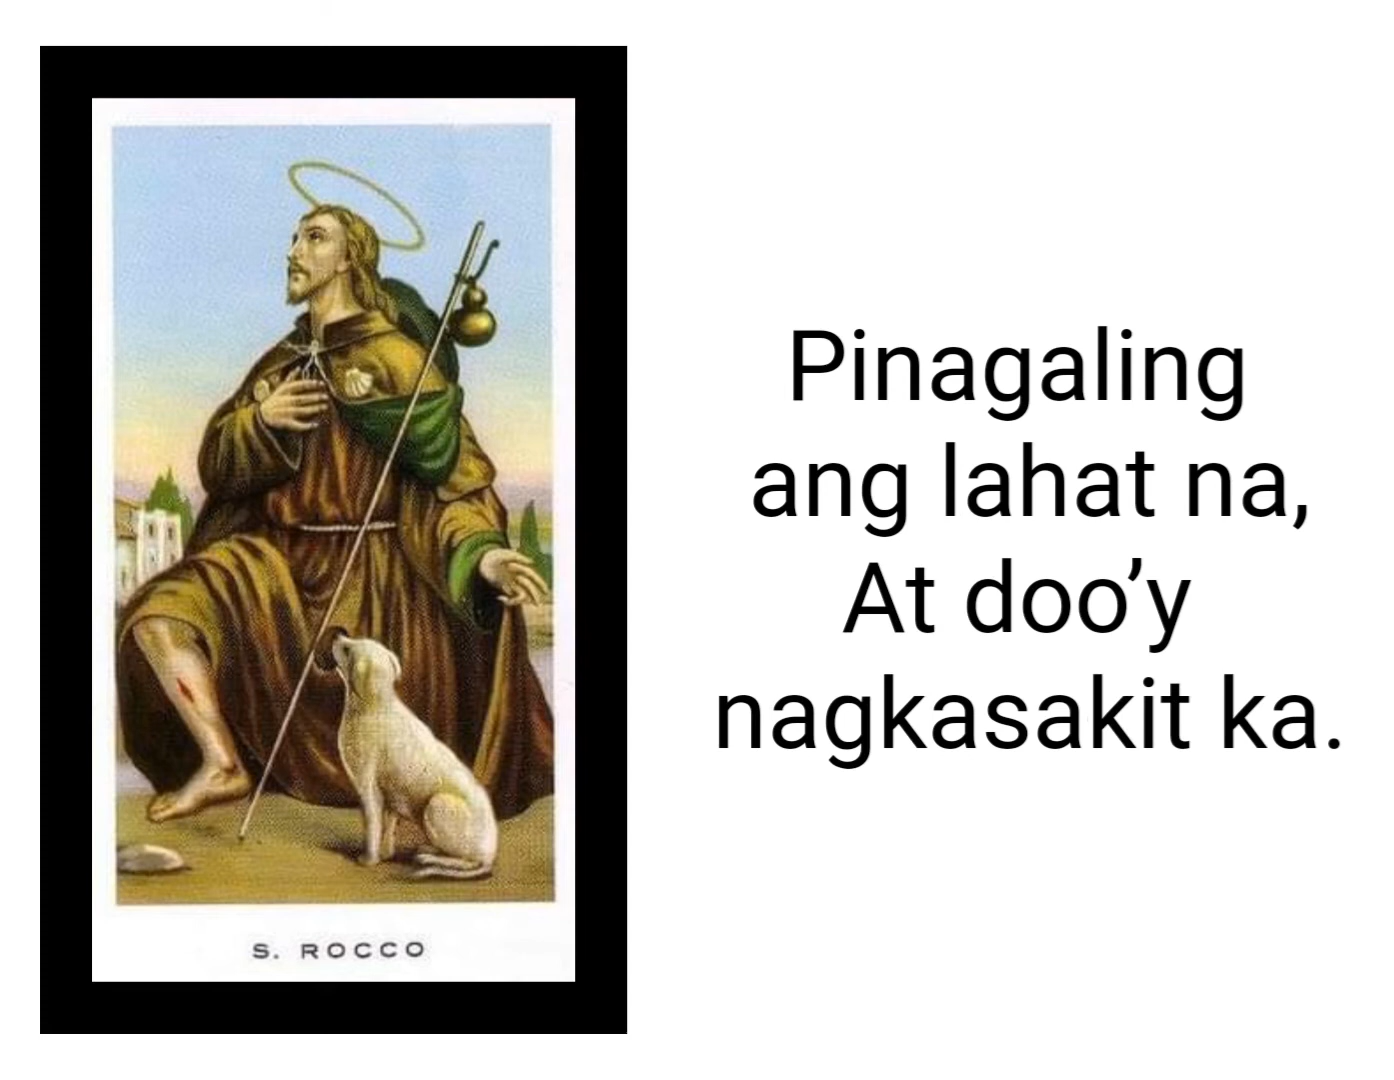 S. ROCCO
Pinagaling
ang lahat na,
At doo’y
nagkasakit ka.